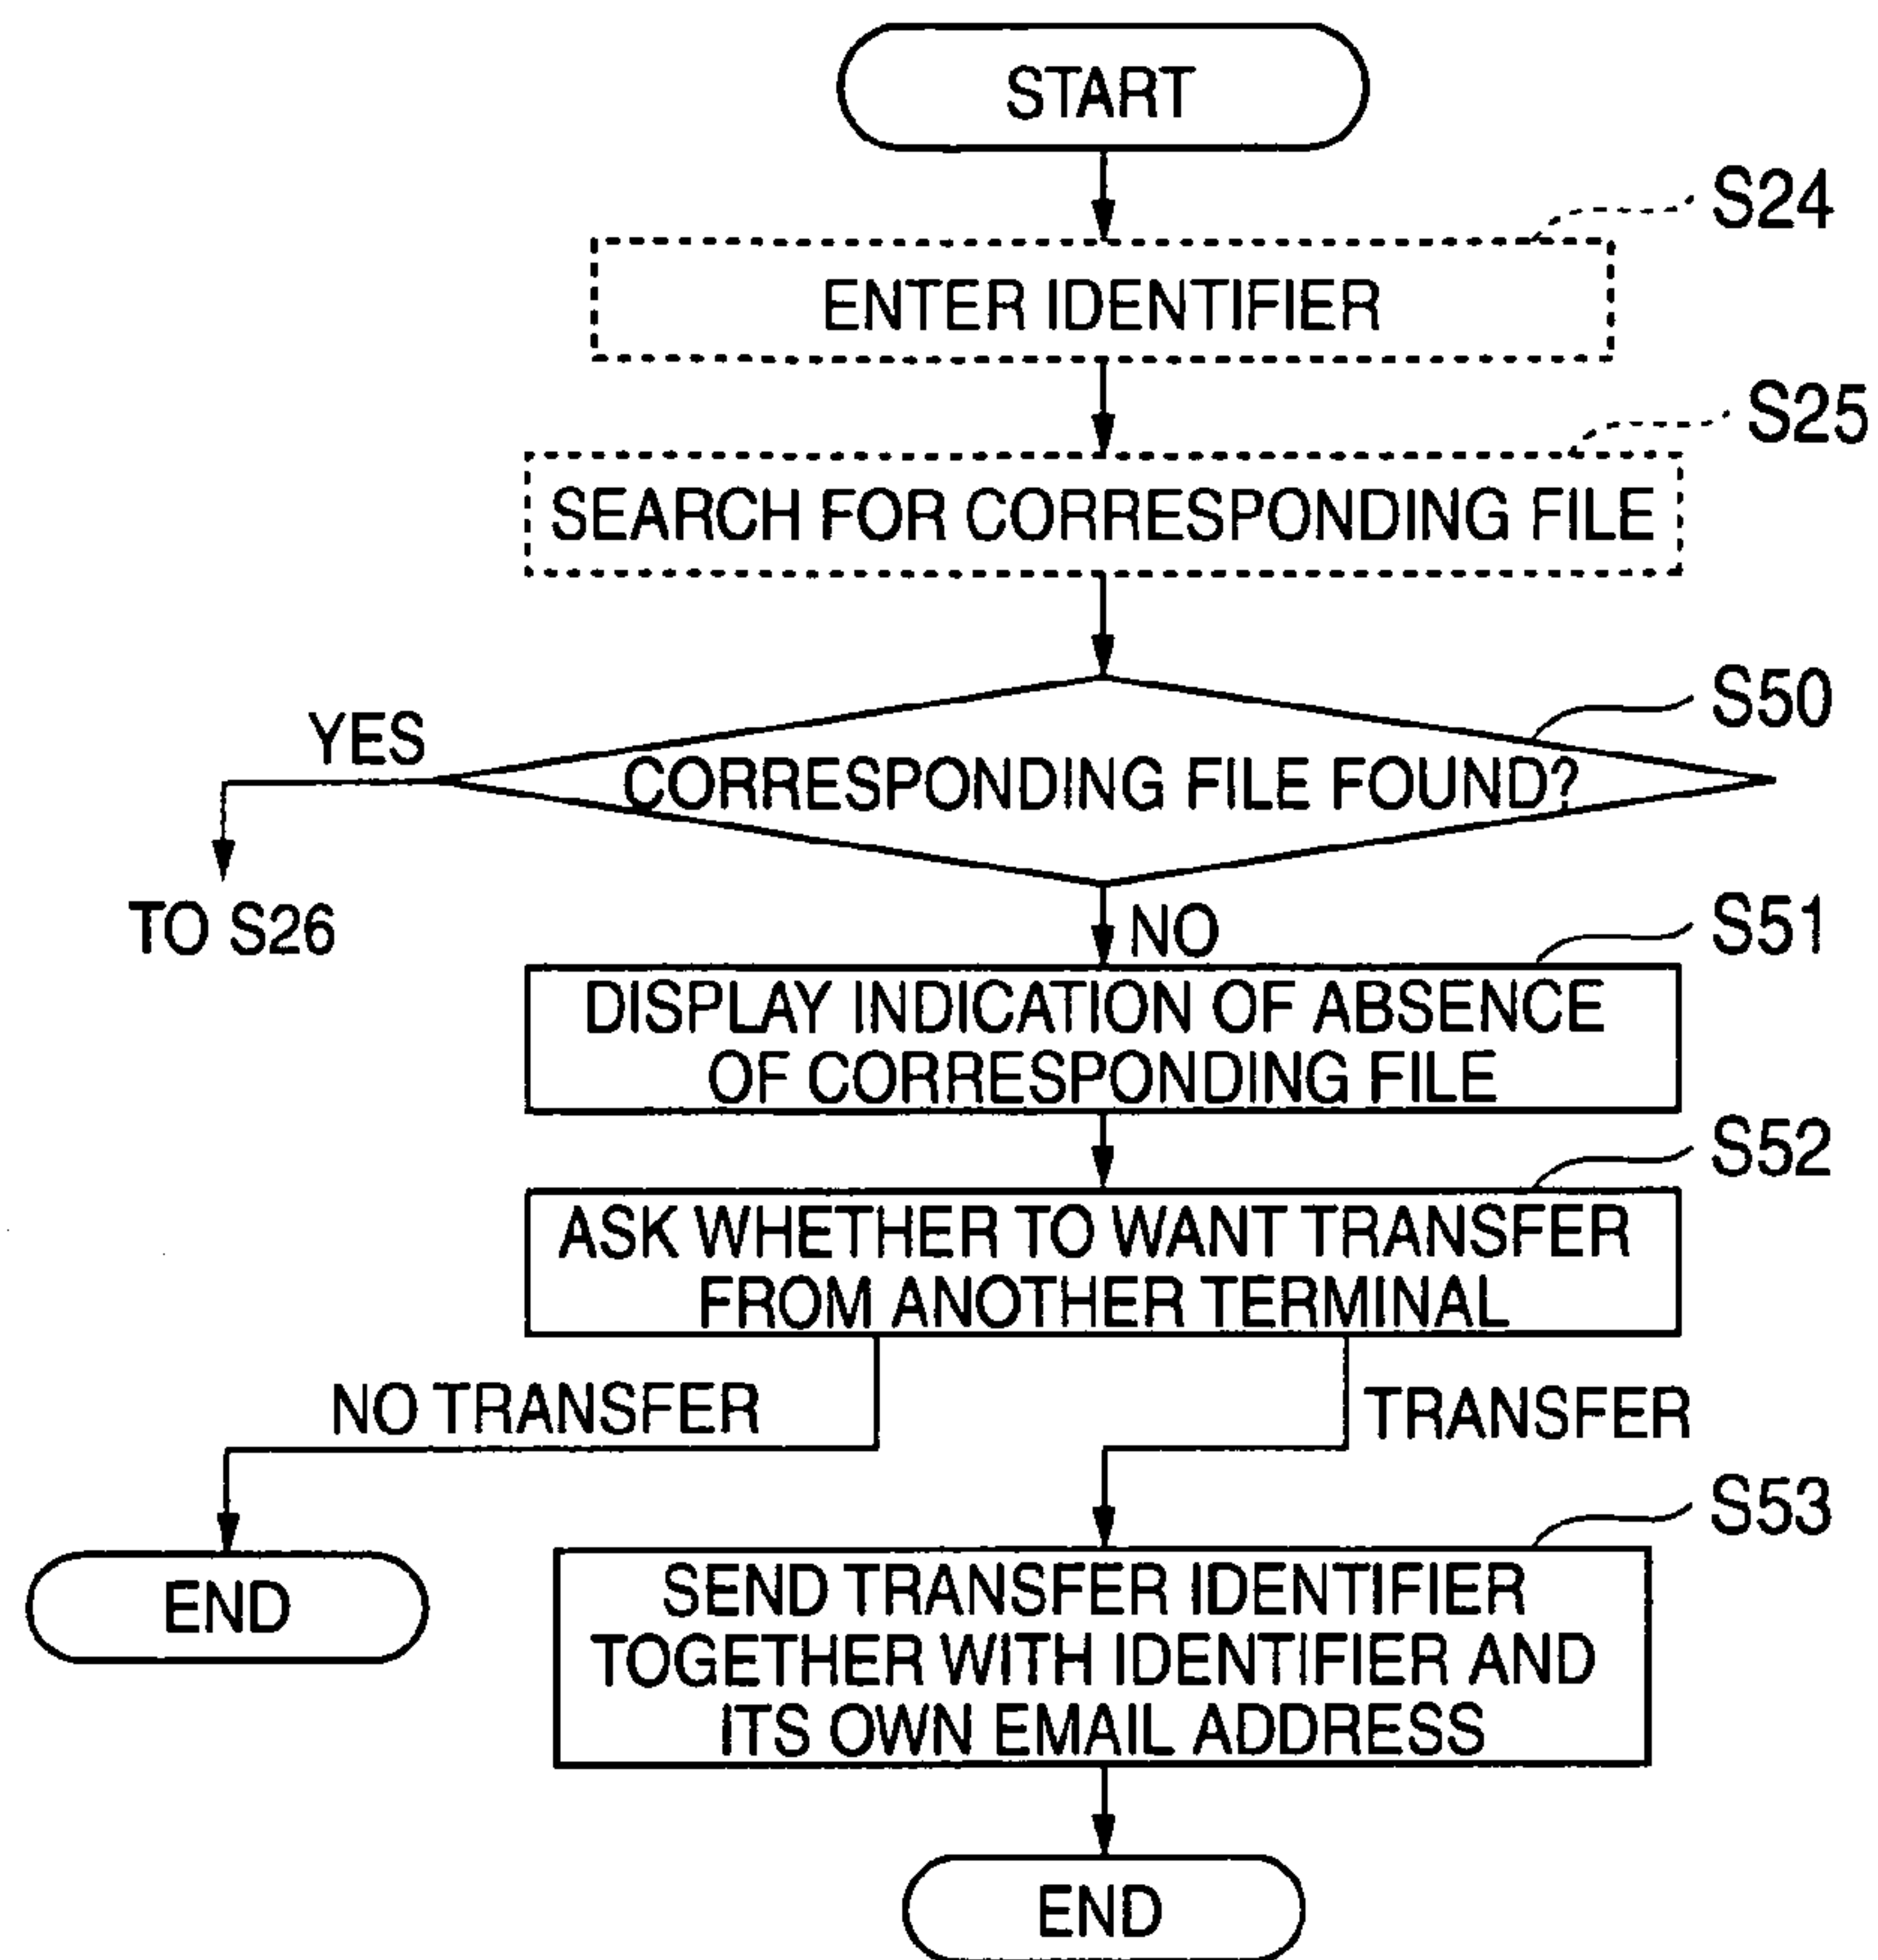 START
S24
ENTER IDENTIFIER
S25
SEARCH FOR CORRESPONDING FILE
S50
YES
CORRESPONDING FILE FOUND?
TO S26
NO
S51
DISPLAY INDICATION OF ABSENCE
OF CORRESPONDING FILE
S52
ASK WHETHER TO WANT TRANSFER
FROM ANOTHER TERMINAL
NO TRANSFER
TRANSFER
S53
END
SEND TRANSFER IDENTIFIER
TOGETHER WITH IDENTIFIER AND
ITS OWN EMAIL ADDRESS
END